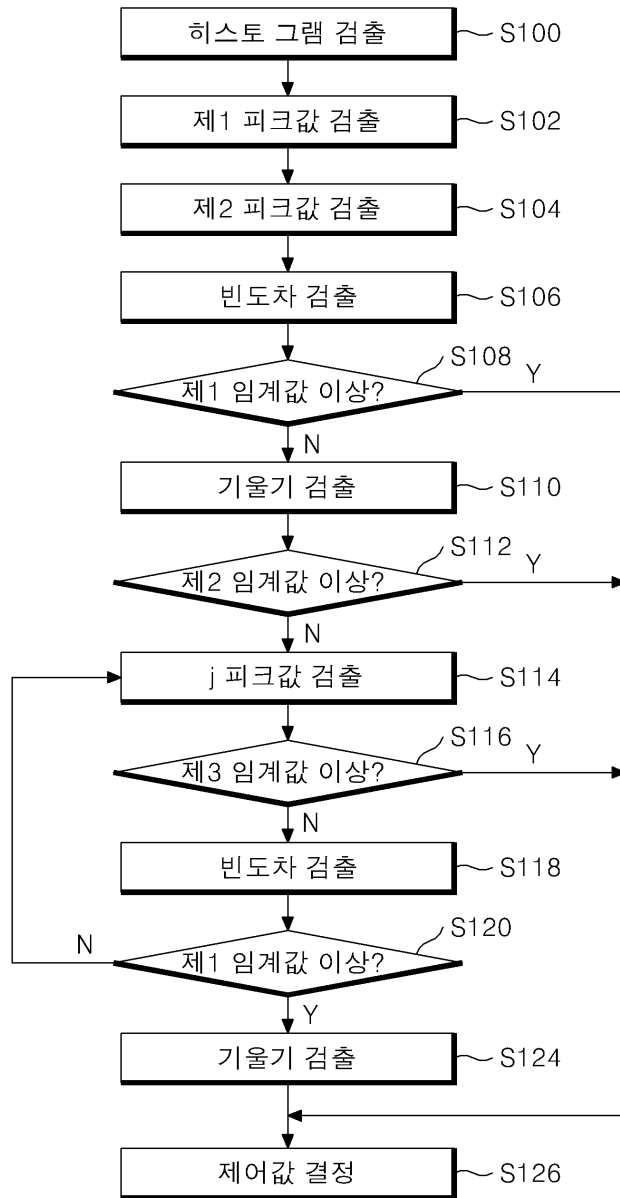 히스토 그램 검출 S100
제1 피크값 검출 S102
제2 피크값 검출 S104
빈도차 검출 S106
S108
제1 임계값 이상? Y
N
기울기 검출 S110
S112
제2 임계값 이상? Y
N
j 피크값 검출 S114
S116
제3 임계값 이상? Y
N
빈도차 검출 S118
S120
N 제1 임계값 이상?
Y
기울기 검출 S124
제어값 결정 S126